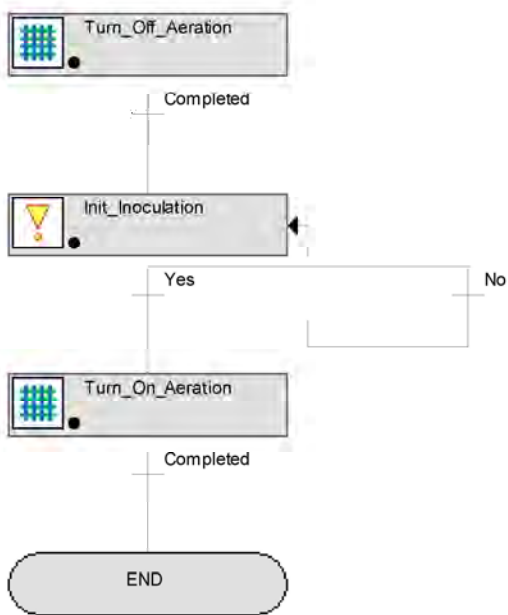 Turn_Off_Aeration
Completed
Init_Inoculation
Yes
No
Turn_On_Aeration
Completed
END